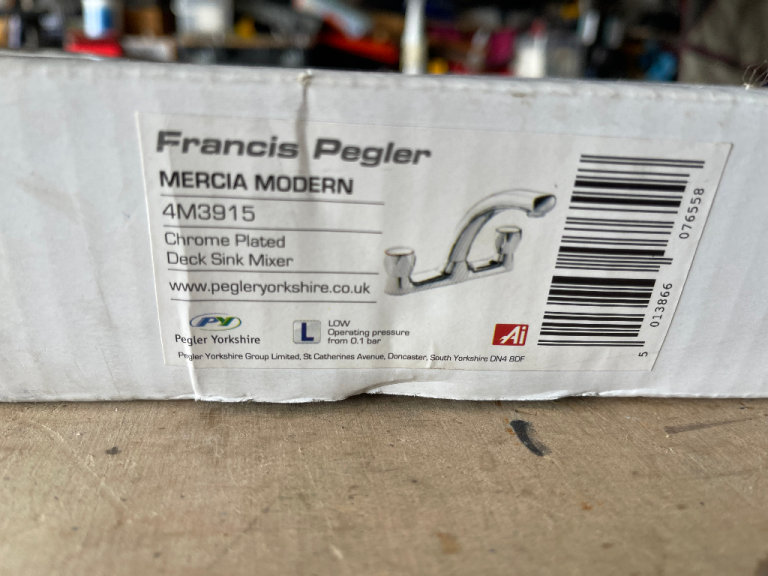 Francis Pegler
MERCIA MODERN
4M3915
Chrome Plated
Deck Sink Mixer
www.pegleryorkshire.co.uk
PY
Pegler Yorkshire
L
LOW
Operating pressure
from 0.1 bar
Ai
Pegler Yorkshire Group Limited, St Catherines Avenue, Doncaster, South Yorkshire DN4 8DF
5 013866 076558